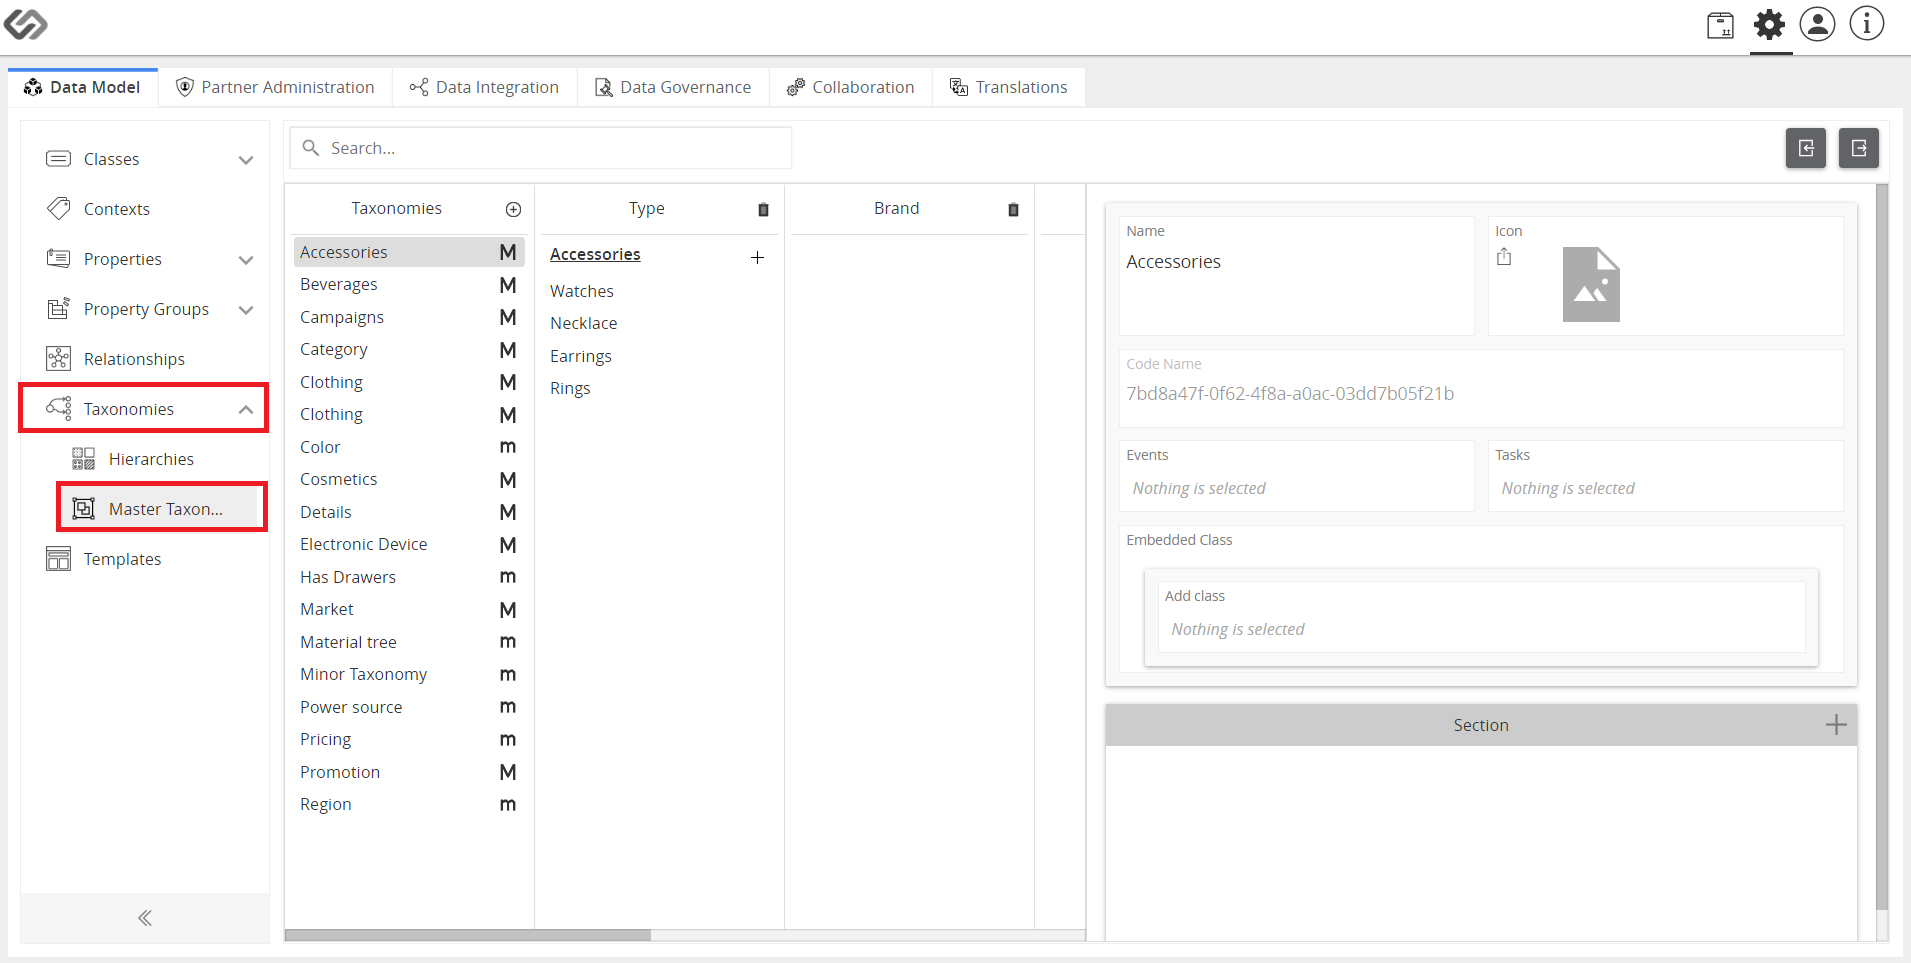 Data Model
Partner Administration
Data Integration
Data Governance
Collaboration
Translations
Classes
Contexts
Properties
Property Groups
Relationships
Taxonomies
Hierarchies
Master Taxon...
Templates
Search...
Taxonomies
Accessories M
Beverages M
Campaigns M
Category M
Clothing M
Clothing M
Color m
Cosmetics M
Details M
Electronic Device M
Has Drawers m
Market M
Material tree m
Minor Taxonomy m
Power source m
Pricing m
Promotion M
Region m
Type
Accessories
Watches
Necklace
Earrings
Rings
Brand
Name
Accessories
Icon
Code Name
7bd8a47f-0f62-4f8a-a0ac-03dd7b05f21b
Events
Nothing is selected
Tasks
Nothing is selected
Embedded Class
Add class
Nothing is selected
Section